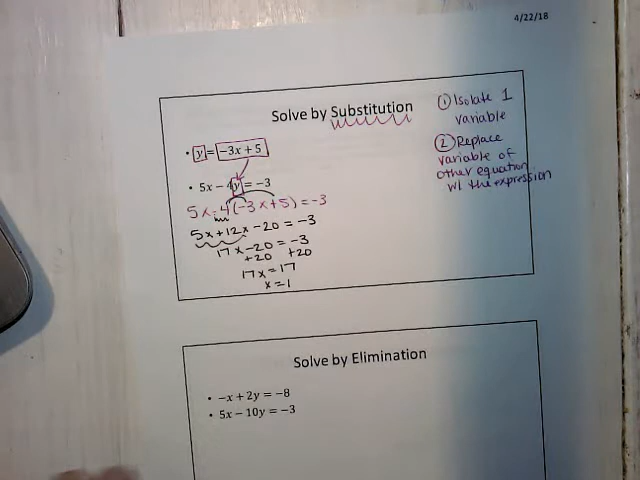 4/22/18
Solve by Substitution
• y = −3x + 5
• 5x − 4y = −3
5x − 4(−3x+5) = −3
5x + 12x − 20 = −3
17x − 20 = −3
+20 +20
17x = 17
x = 1
① Isolate 1
variable
② Replace
variable of
other equation
w/ the expression
Solve by Elimination
• −x + 2y = −8
• 5x − 10y = −3